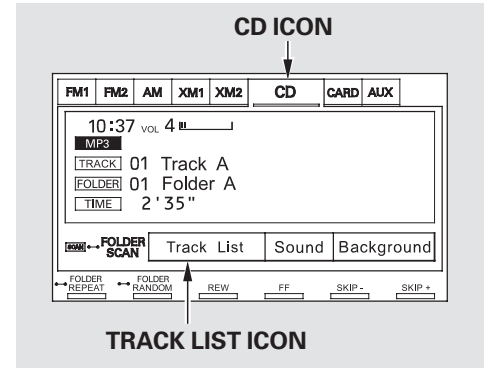 CD ICON
FM1 FM2 AM XM1 XM2 CD CARD AUX
10:37 VOL 4
MP3
TRACK 01 Track A
FOLDER 01 Folder A
TIME 2'35"
SCAN FOLDER SCAN Track List Sound Background
FOLDER REPEAT FOLDER RANDOM REW FF SKIP- SKIP +
TRACK LIST ICON